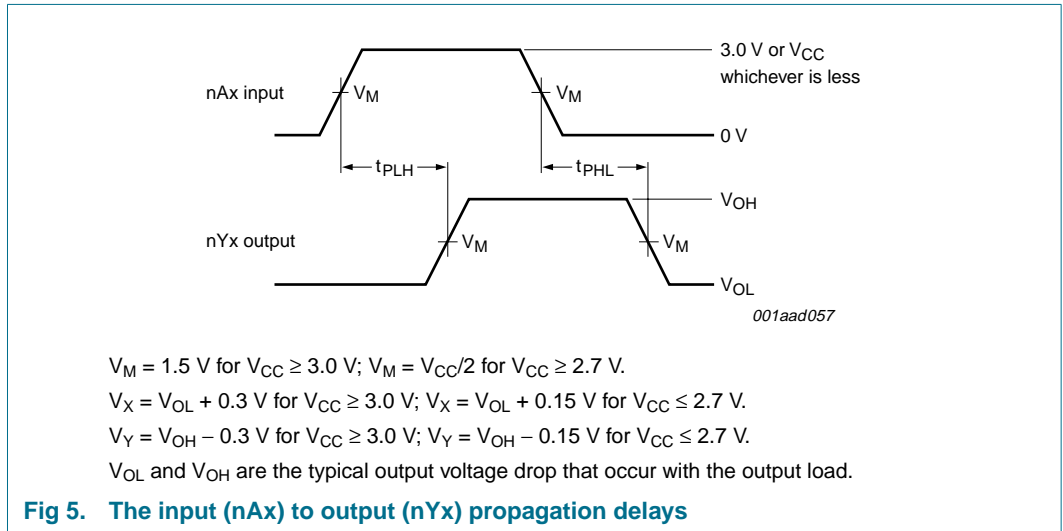 3.0 V or VCC
whichever is less
nAx input
VM
VM
0 V
tPLH
tPHL
VOH
nYx output
VM
VM
VOL
001aad057
VM = 1.5 V for VCC ≥ 3.0 V; VM = VCC/2 for VCC ≥ 2.7 V.
VX = VOL + 0.3 V for VCC ≥ 3.0 V; VX = VOL + 0.15 V for VCC ≤ 2.7 V.
VY = VOH − 0.3 V for VCC ≥ 3.0 V; VY = VOH − 0.15 V for VCC ≤ 2.7 V.
VOL and VOH are the typical output voltage drop that occur with the output load.
Fig 5. The input (nAx) to output (nYx) propagation delays